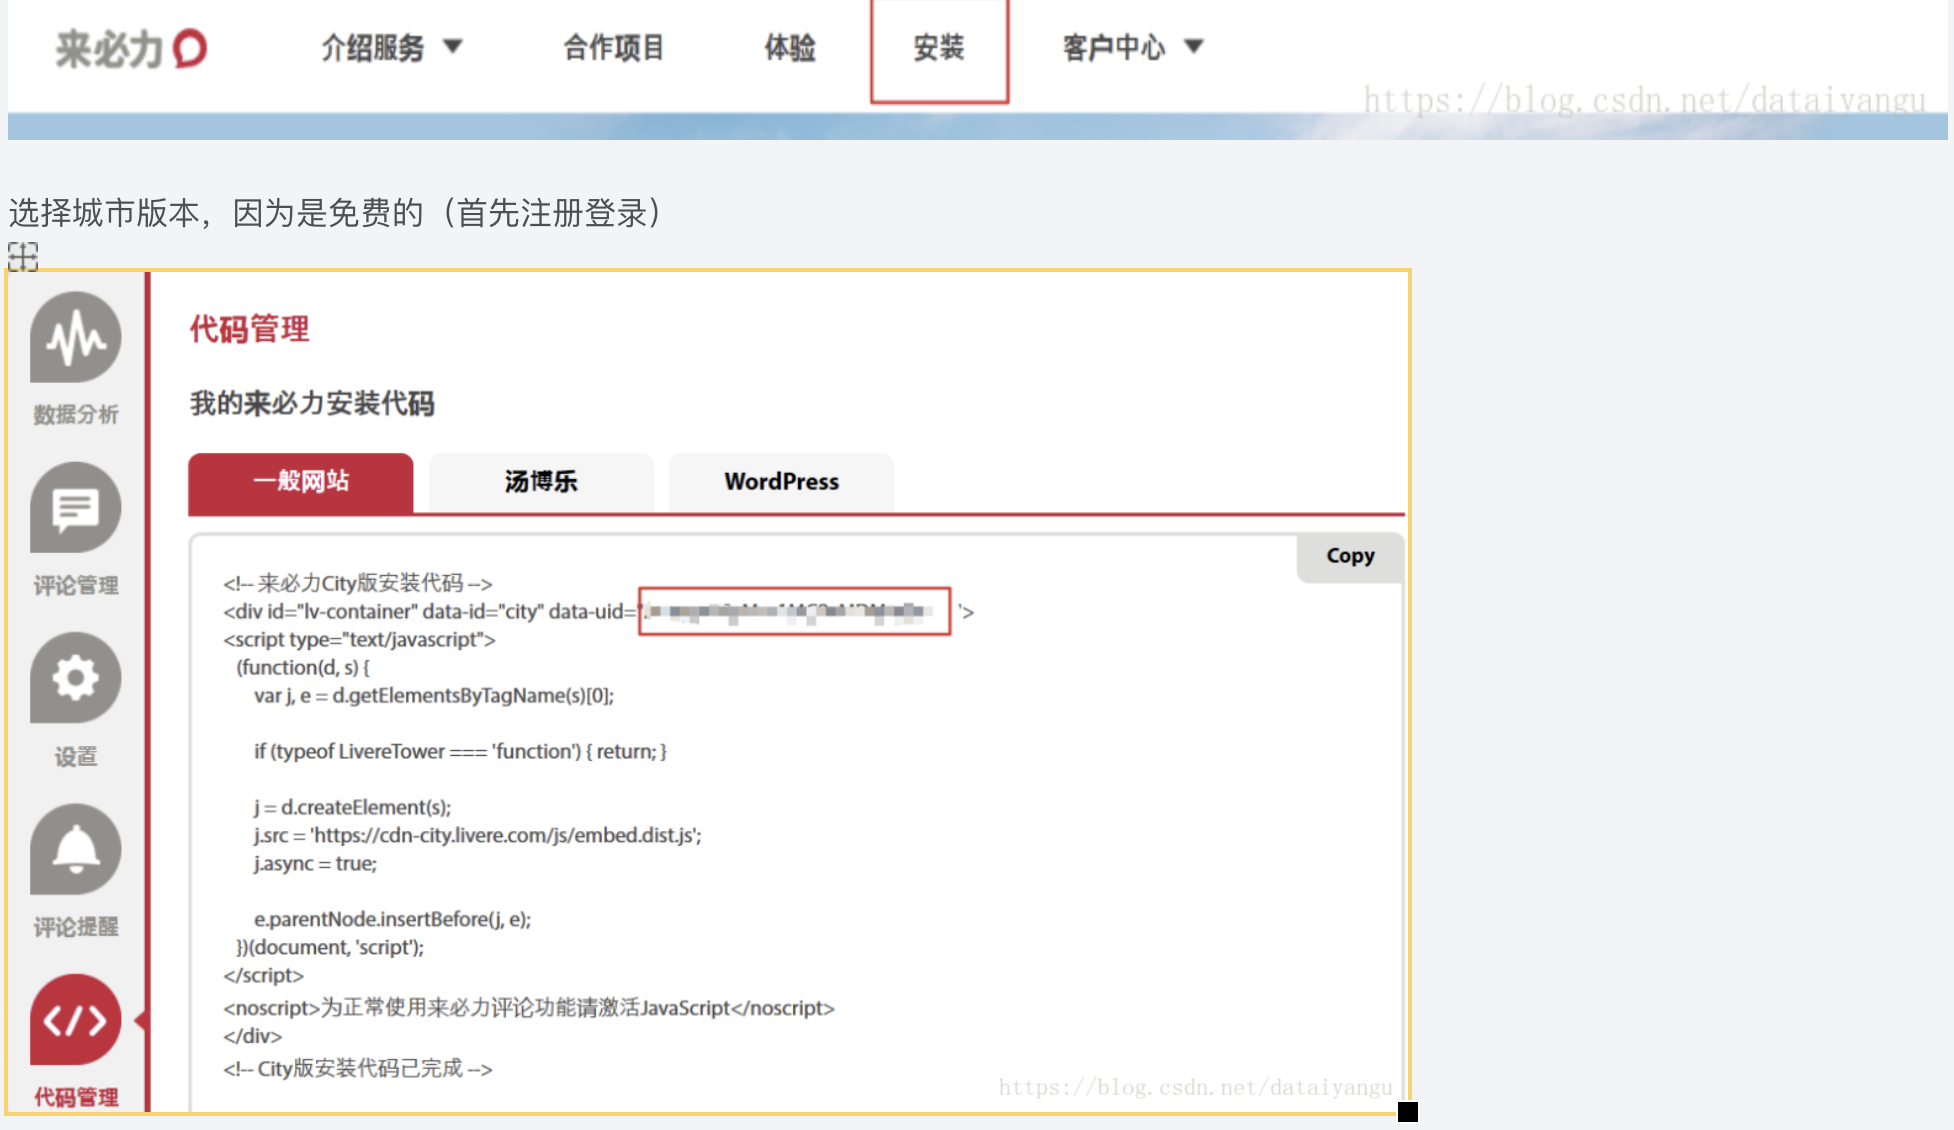 来必力
介绍服务 ▼ 合作项目 体验 安装 客户中心 ▼
https://blog.csdn.net/dataiyangu
选择城市版本，因为是免费的（首先注册登录）
数据分析
评论管理
设置
评论提醒
代码管理
代码管理
我的来必力安装代码
一般网站 汤博乐 WordPress
Copy
<!-- 来必力City版安装代码 -->
<div id="lv-container" data-id="city" data-uid=" ">
<script type="text/javascript">
(function(d, s) {
var j, e = d.getElementsByTagName(s)[0];
if (typeof LivereTower === 'function') { return; }
j = d.createElement(s);
j.src = 'https://cdn-city.livere.com/js/embed.dist.js';
j.async = true;
e.parentNode.insertBefore(j, e);
})(document, 'script');
</script>
<noscript>为正常使用来必力评论功能请激活JavaScript</noscript>
</div>
<!-- City版安装代码已完成 -->
https://blog.csdn.net/dataiyangu